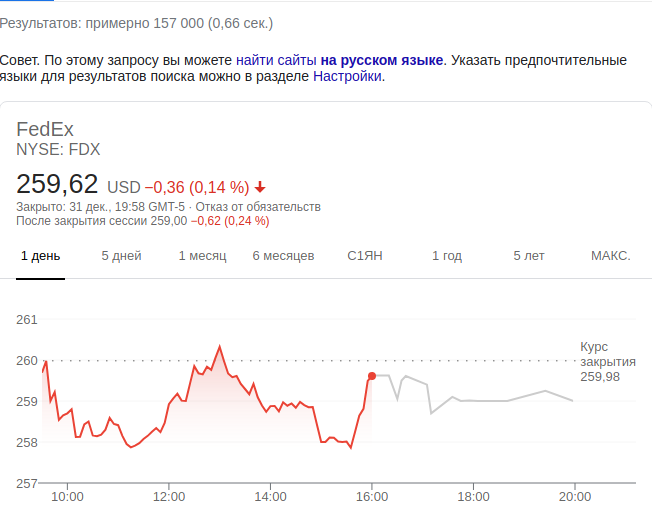 Результатов: примерно 157 000 (0,66 сек.)
Совет. По этому запросу вы можете найти сайты на русском языке. Указать предпочтительные
языки для результатов поиска можно в разделе Настройки.
FedEx
NYSE: FDX
259,62 USD −0,36 (0,14 %)
Закрыто: 31 дек., 19:58 GMT-5 · Отказ от обязательств
После закрытия сессии 259,00 −0,62 (0,24 %)
1 день 5 дней 1 месяц 6 месяцев С1ЯН 1 год 5 лет МАКС.
261
260
259
258
257
Курс
закрытия
259,98
10:00 12:00 14:00 16:00 18:00 20:00